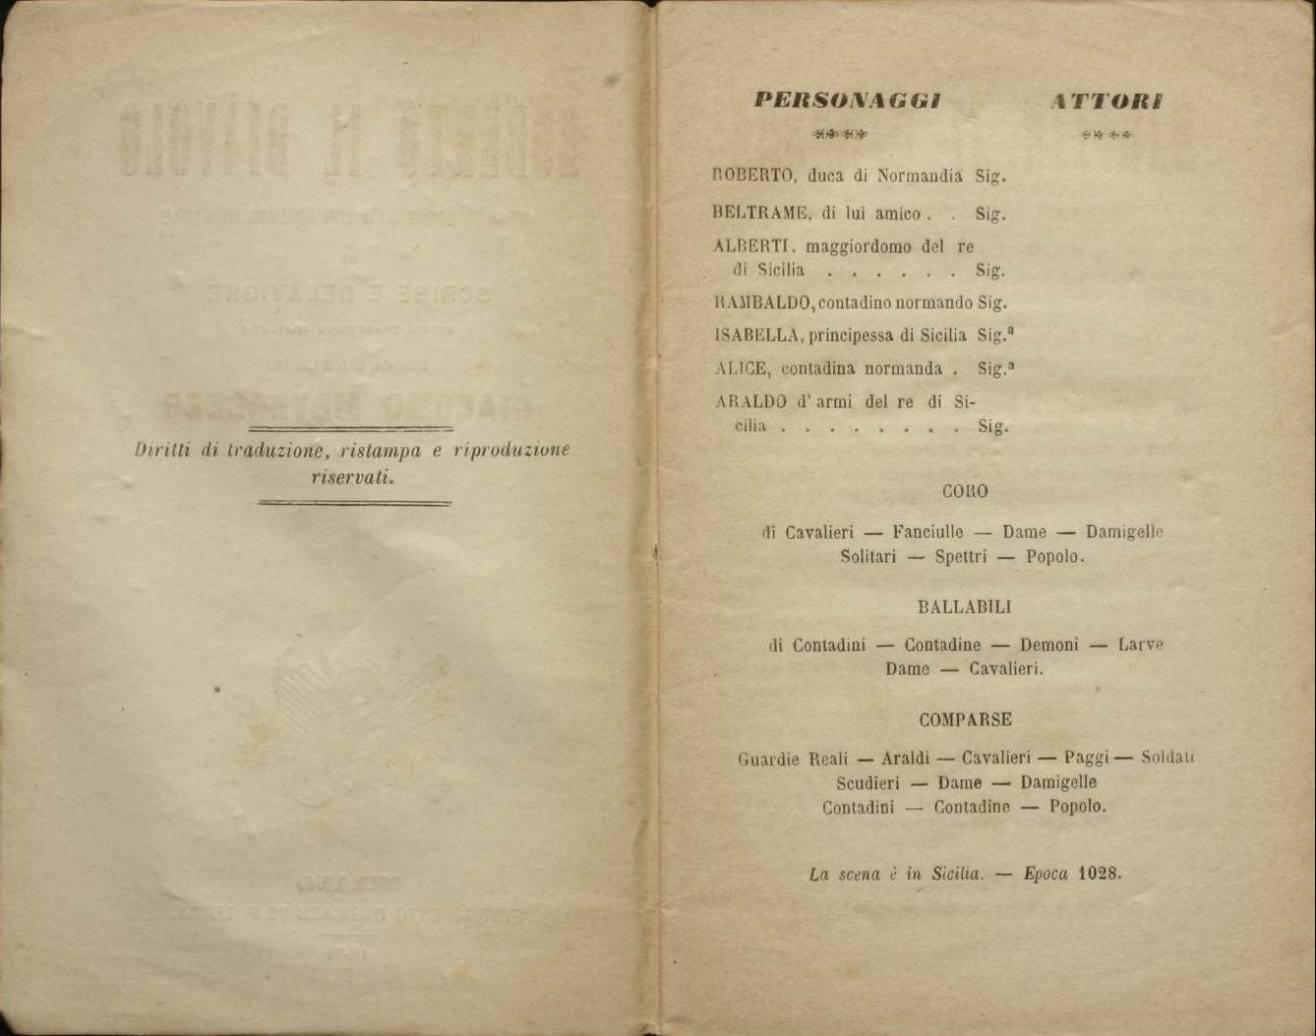 Diritti di traduzione, ristampa e riproduzione
riservati.
PERSONAGGI ATTORI
ROBERTO, duca di Normandia Sig.
BELTRAME, di lui amico . . Sig.
ALBERTI, maggiordomo del re
di Sicilia . . . . . . Sig.
RAMBALDO, contadino normando Sig.
ISABELLA, principessa di Sicilia Sig.ª
ALICE, contadina normanda . Sig.ª
ARALDO d' armi del re di Si-
cilia . . . . . . . . Sig.
CORO
di Cavalieri — Fanciulle — Dame — Damigelle
Solitari — Spettri — Popolo.
BALLABILI
di Contadini — Contadine — Demoni — Larve
Dame — Cavalieri.
COMPARSE
Guardie Reali — Araldi — Cavalieri — Paggi — Soldati
Scudieri — Dame — Damigelle
Contadini — Contadine — Popolo.
La scena è in Sicilia. — Epoca 1028.